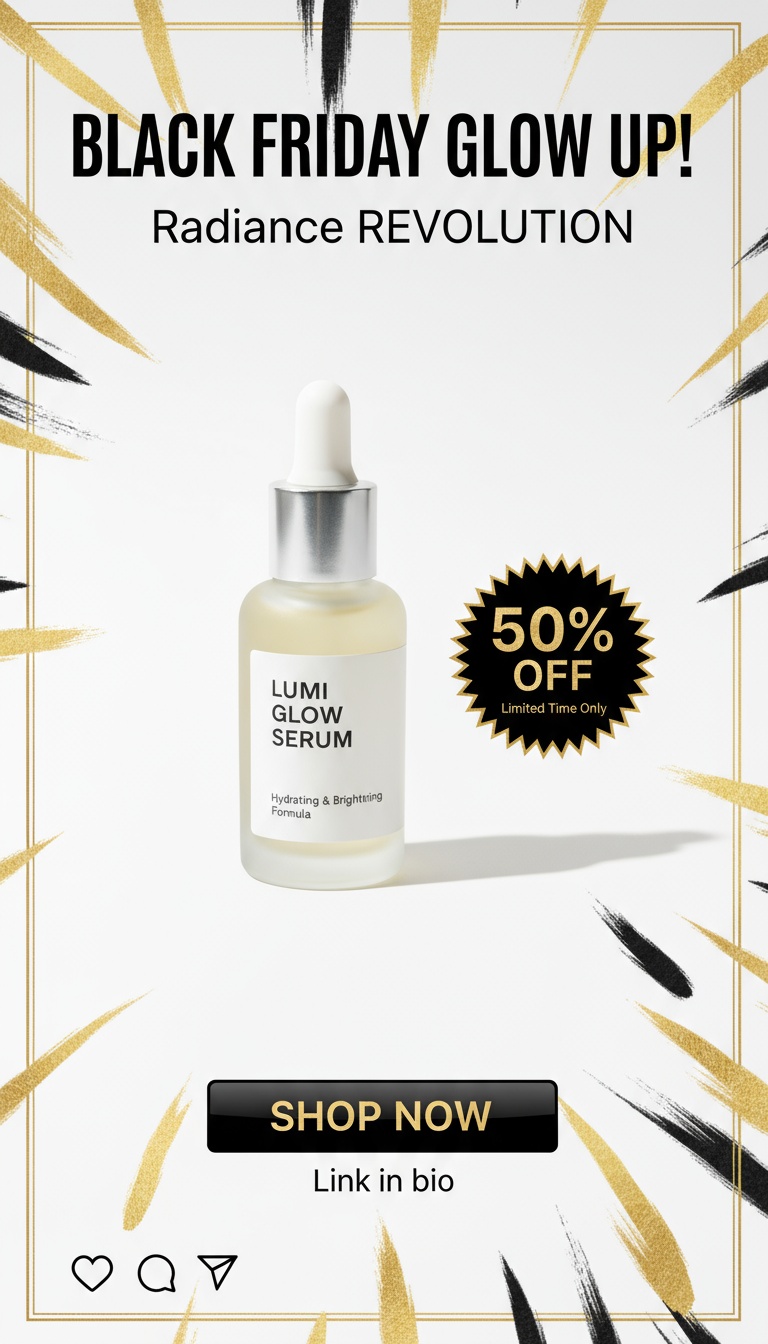 BLACK FRIDAY GLOW UP!
Radiance REVOLUTION
LUMI
GLOW
SERUM
Hydrating &
Formula
50%
OFF
Limited Time Only
SHOP NOW
Link in bio